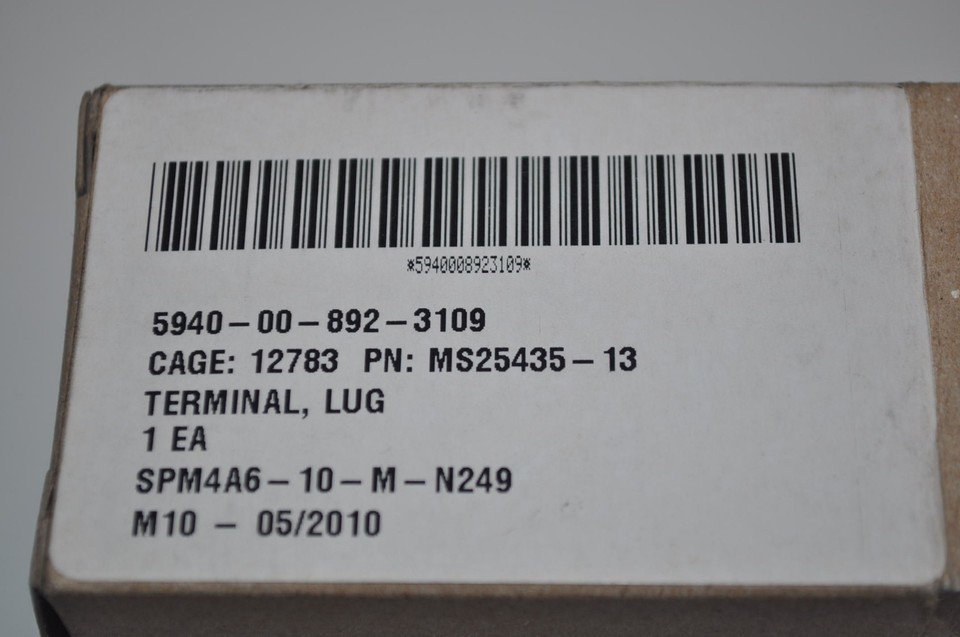 *5940008923109*
5940-00-892-3109
CAGE: 12783 PN: MS25435-13
TERMINAL, LUG
1 EA
SPM4A6-10-M-N249
M10 - 05/2010